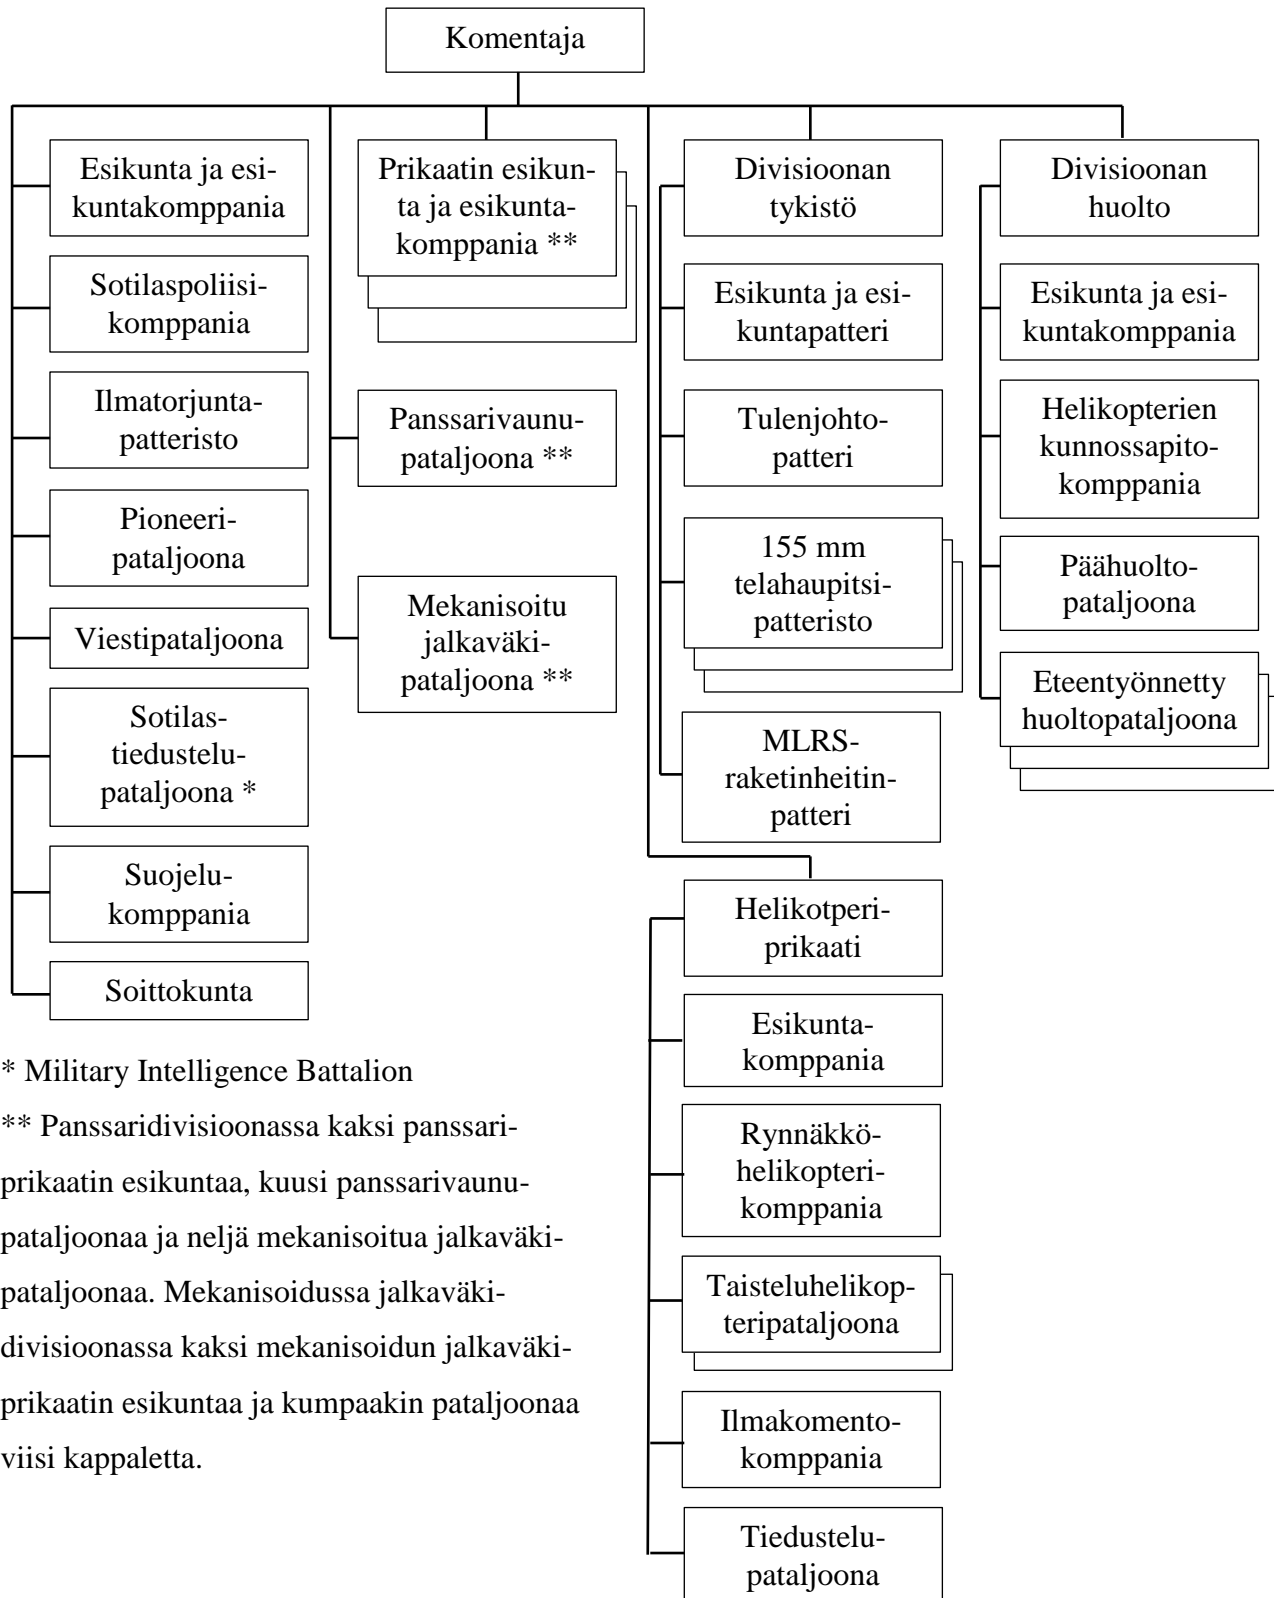 Komentaja
Esikunta ja esi-
kuntakomppania
Sotilaspoliisi-
komppania
Ilmatorjunta-
patteristo
Pioneeri-
pataljoona
Viestipataljoona
Sotilas-
tiedustelu-
pataljoona *
Suojelu-
komppania
Soittokunta
Prikaatin esikun-
ta ja esikunta-
komppania **
Panssarivaunu-
pataljoona **
Mekanisoitu
jalkaväki-
pataljoona **
Divisioonan
tykistö
Esikunta ja esi-
kuntapatteri
Tulenjohto-
patteri
155 mm
telahaupitsi-
patteristo
MLRS-
raketinheitin-
patteri
Helikotperi-
prikaati
Esikunta-
komppania
Rynnäkkö-
helikopteri-
komppania
Taisteluhelikop-
teripataljoona
Ilmakomento-
komppania
Tiedustelu-
pataljoona
Divisioonan
huolto
Esikunta ja esi-
kuntakomppania
Helikopterien
kunnossapito-
komppania
Päähuolto-
pataljoona
Eteentyönnetty
huoltopataljoona
* Military Intelligence Battalion
** Panssaridivisioonassa kaksi panssari-
prikaatin esikuntaa, kuusi panssarivaunu-
pataljoonaa ja neljä mekanisoitua jalkaväki-
pataljoonaa. Mekanisoidussa jalkaväki-
divisioonassa kaksi mekanisoidun jalkaväki-
prikaatin esikuntaa ja kumpaakin pataljoonaa
viisi kappaletta.